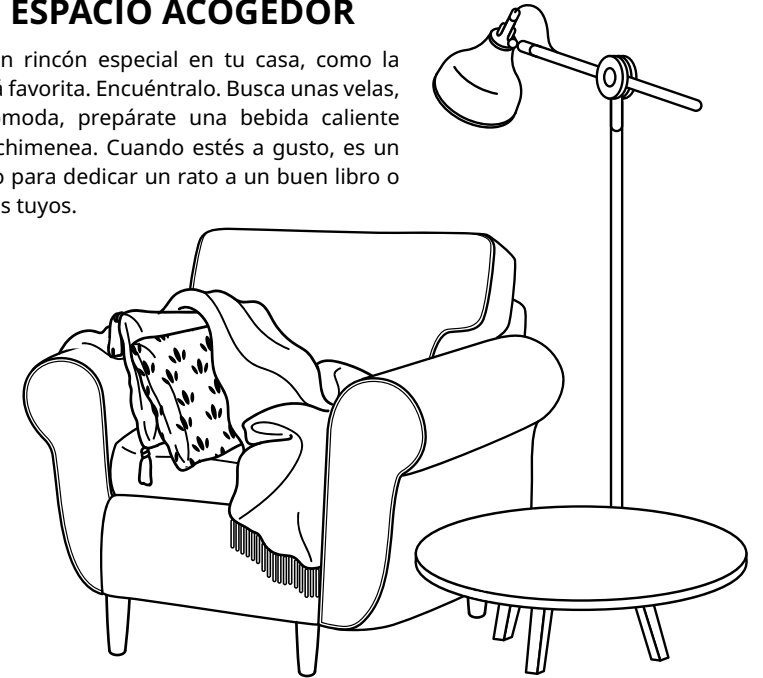 ESPACIO ACOGEDOR
n rincón especial en tu casa, como la
favorita. Encuéntralo. Busca unas velas,
moda, prepárate una bebida caliente
chimenea. Cuando estés a gusto, es un
para dedicar un rato a un buen libro o
s tuyos.